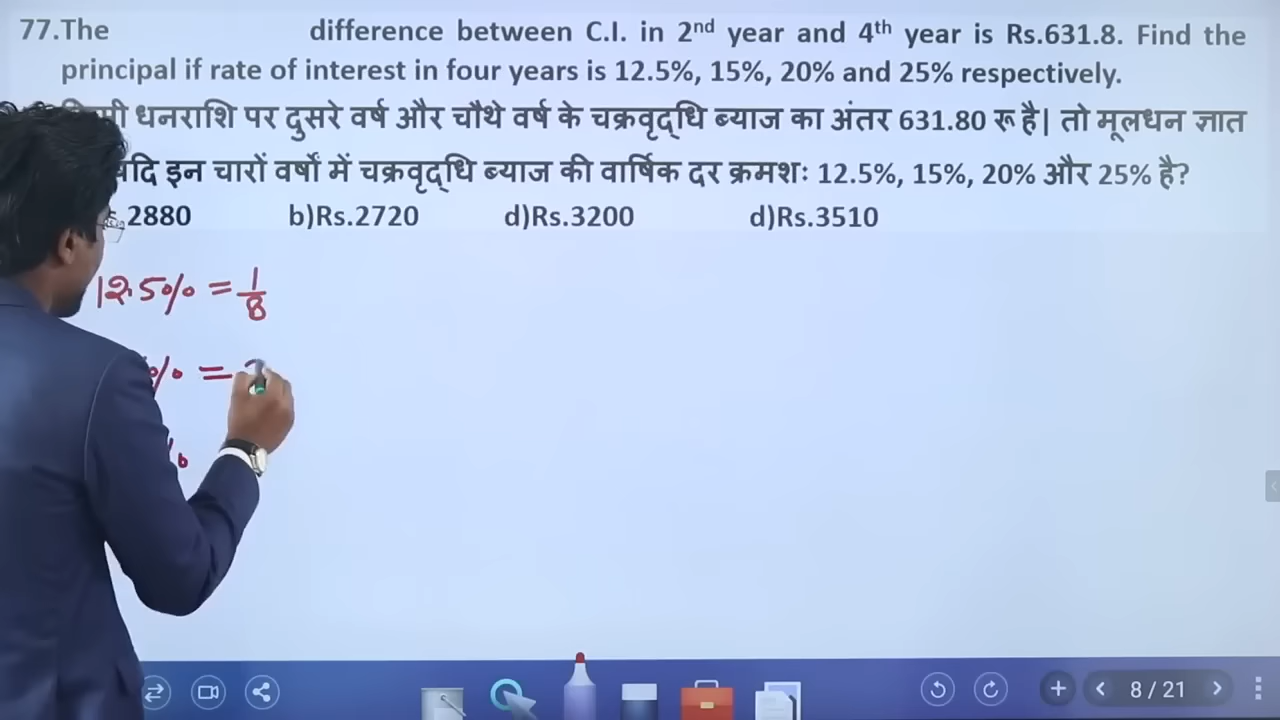 77.The difference between C.I. in 2nd year and 4th year is Rs.631.8. Find the
principal if rate of interest in four years is 12.5%, 15%, 20% and 25% respectively.
धनराशि पर दुसरे वर्ष और चौथे वर्ष के चक्रवृद्धि ब्याज का अंतर 631.80 रू है| तो मूलधन ज्ञात
यदि इन चारों वर्षो में चक्रवृद्धि ब्याज की वार्षिक दर क्रमशः 12.5%, 15%, 20% और 25% है?
.2880 b)Rs.2720 d)Rs.3200 d)Rs.3510
12.5% = 1/8
% =
%
8 / 21